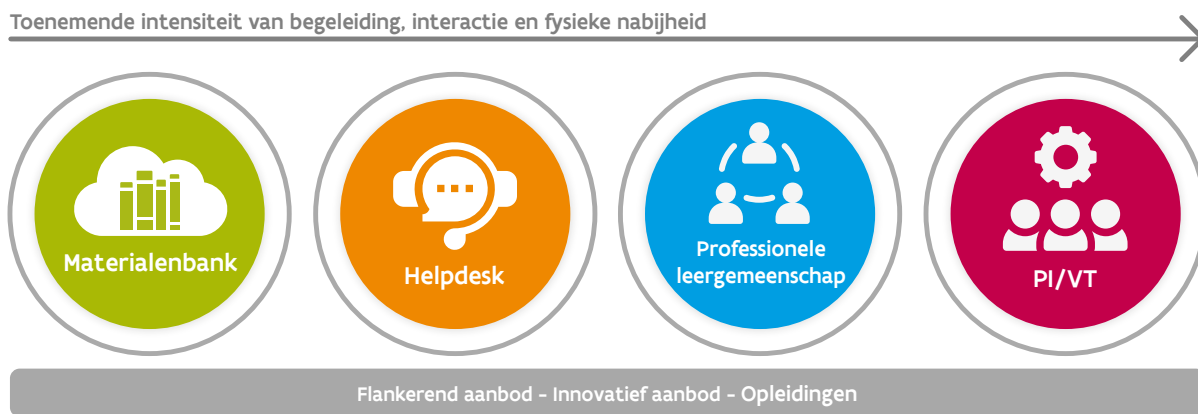 Toenemende intensiteit van begeleiding, interactie en fysieke nabijheid
Materialenbank
Helpdesk
Professionele
leergemeenschap
PI/VT
Flankerend aanbod - Innovatief aanbod - Opleidingen